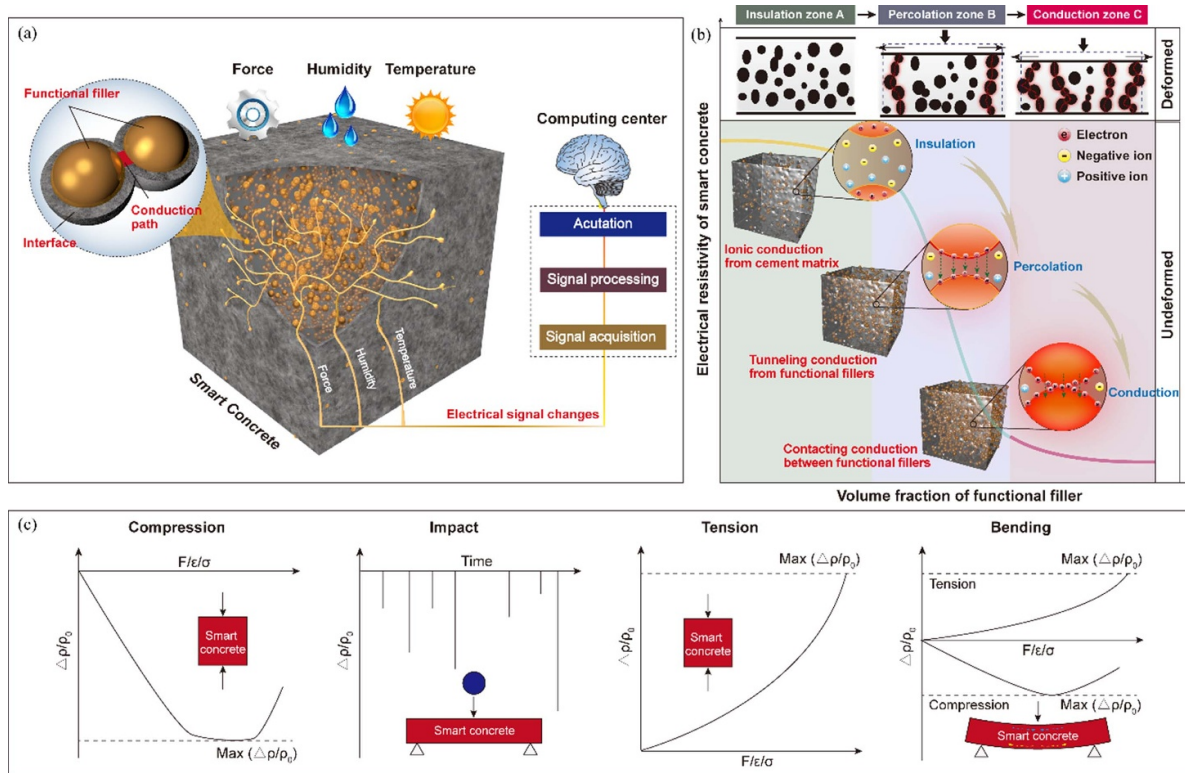 (a)
Force
Humidity
Temperature
Functional filler
Conduction
path
Interface
Computing center
Acutation
Signal processing
Signal acquisition
Force
Humidity
Temperature
Smart Concrete
Electrical signal changes
(b)
Insulation zone A
Percolation zone B
Conduction zone C
Deformed
Undeformed
Electrical resistivity of smart concrete
Insulation
e Electron
- Negative ion
+ Positive ion
Ionic conduction
from cement matrix
Percolation
Tunneling conduction
from functional fillers
Conduction
Contacting conduction
between functional fillers
Volume fraction of functional filler
(c)
Compression
F/ε/σ
△ρ/ρ₀
Smart
concrete
Max (△ρ/ρ₀)
Impact
Time
△ρ/ρ₀
Smart concrete
Tension
Max (△ρ/ρ₀)
△ρ/ρ₀
Smart
concrete
F/ε/σ
Bending
Max (△ρ/ρ₀)
Tension
△ρ/ρ₀
F/ε/σ
Compression
Max (△ρ/ρ₀)
Smart concrete